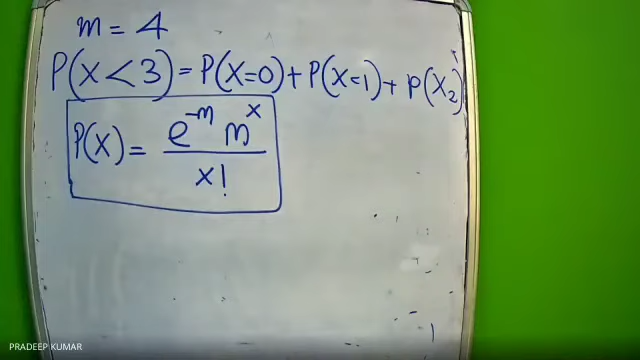 m = 4
P(X < 3) = P(X=0) + P(X=1) + P(X2)
P(X) = e^-m m^x / x!
PRADEEP KUMAR